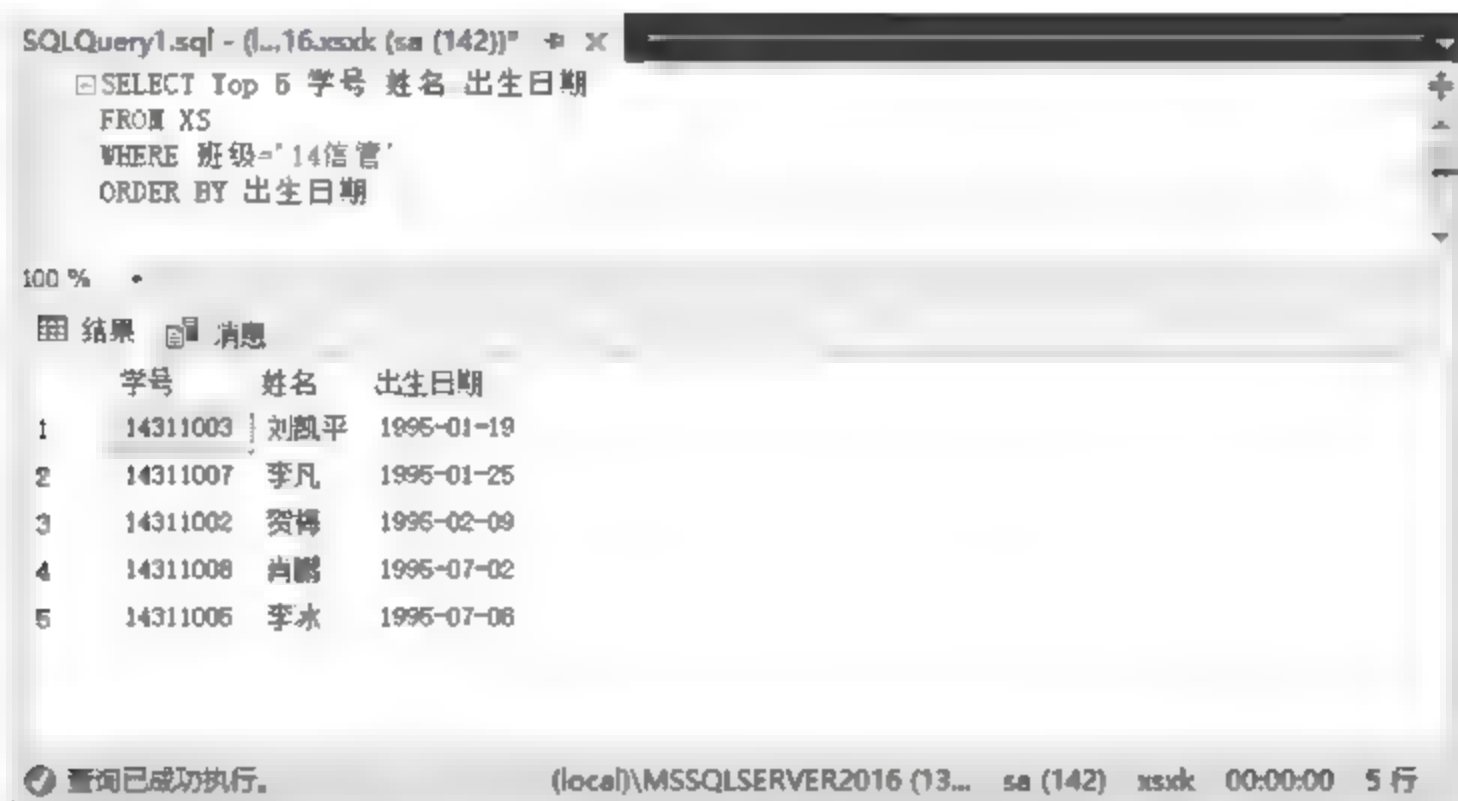 SQLQuery1.sql - (l...16.xsxk (sa (142))*
SELECT Top 5 学号 姓名 出生日期
FROM XS
WHERE 班级='14信管'
ORDER BY 出生日期
100 %
结果 消息
学号 姓名 出生日期
1 14311003 刘凯平 1995-01-19
2 14311007 李凡 1995-01-25
3 14311002 贺梅 1995-02-09
4 14311008 肖鹏 1995-07-02
5 李冰
查询已成功执行。 (local)\MSSQLSERVER2016 (13... sa (142) xsxk 00:00:00 5 行